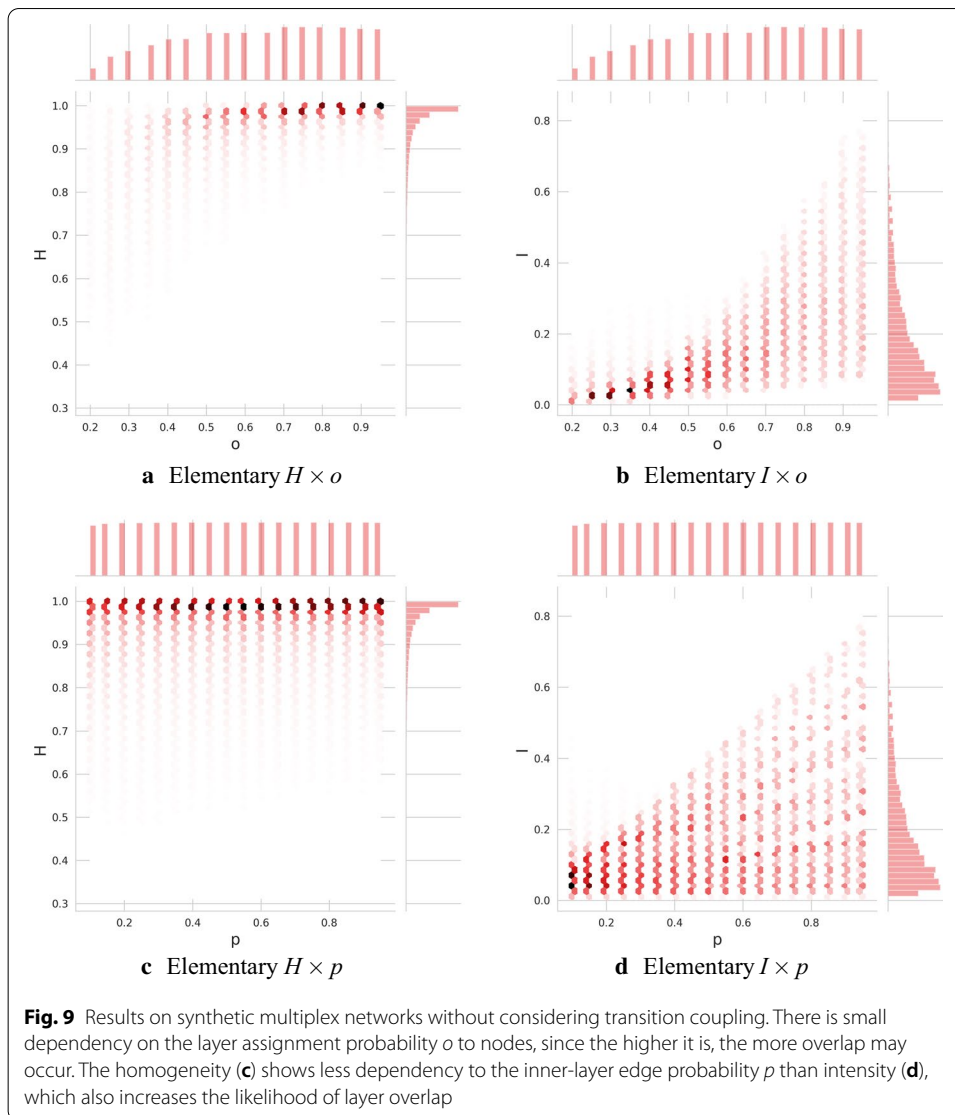 1.0
0.9
0.8
0.7
0.6
0.5
0.4
0.3
H
0.2 0.3 0.4 0.5 0.6 0.7 0.8 0.9
o
a Elementary H × o
0.8
0.6
0.4
0.2
0.0
I
0.2 0.3 0.4 0.5 0.6 0.7 0.8 0.9
o
b Elementary I × o
1.0
0.9
0.8
0.7
0.6
0.5
0.4
0.3
H
0.2 0.4 0.6 0.8
p
c Elementary H × p
0.8
0.6
0.4
0.2
0.0
I
0.2 0.4 0.6 0.8
p
d Elementary I × p
Fig. 9 Results on synthetic multiplex networks without considering transition coupling. There is small
dependency on the layer assignment probability o to nodes, since the higher it is, the more overlap may
occur. The homogeneity (c) shows less dependency to the inner-layer edge probability p than intensity (d),
which also increases the likelihood of layer overlap